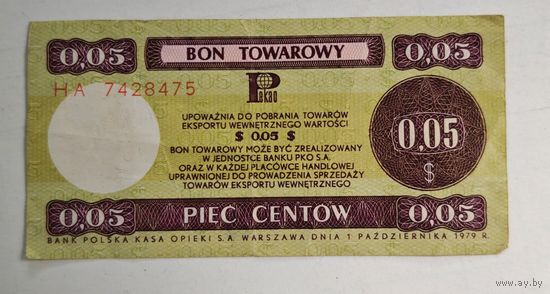 0,05 BON TOWAROWY 0,05
HA 7428475
Pekao
UPOWAŻNIA DO POBRANIA TOWARÓW
EKSPORTU WEWNĘTRZNEGO WARTOŚCI
$ 0,05 $
BON TOWAROWY MOŻE BYĆ ZREALIZOWANY
W JEDNOSTCE BANKU PKO S.A.
ORAZ W KAŻDEJ PLACÓWCE HANDLOWEJ
UPRAWNIONEJ DO PROWADZENIA SPRZEDAŻY
TOWARÓW EKSPORTU WEWNĘTRZNEGO
0,05
$
0,05 PIĘĆ CENTÓW 0,05
BANK POLSKA KASA OPIEKI S.A. WARSZAWA DNIA 1 PAŹDZIERNIKA 1979 R.
www.ay.by